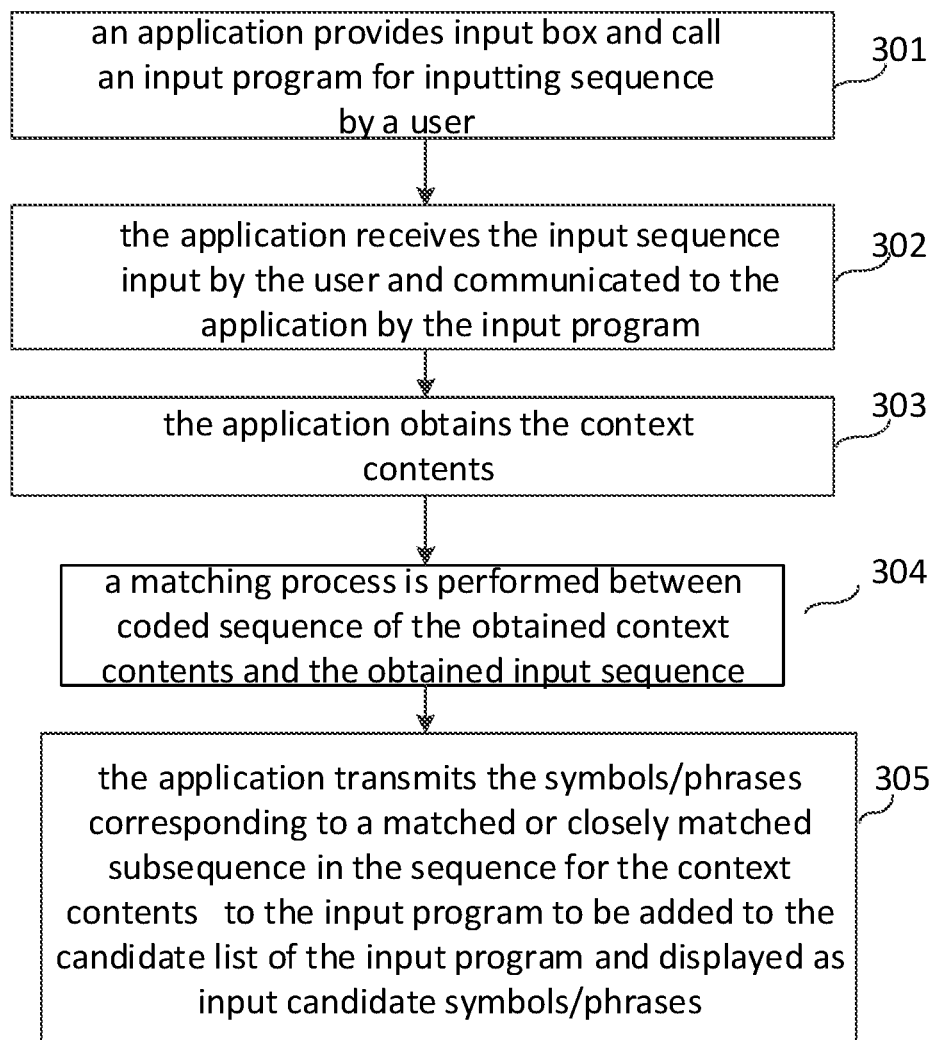 an application provides input box and call
an input program for inputting sequence
by a user
301
the application receives the input sequence
input by the user and communicated to the
application by the input program
302
the application obtains the context
contents
303
a matching process is performed between
coded sequence of the obtained context
contents and the obtained input sequence
304
the application transmits the symbols/phrases
corresponding to a matched or closely matched
subsequence in the sequence for the context
contents to the input program to be added to the
candidate list of the input program and displayed as
input candidate symbols/phrases
305